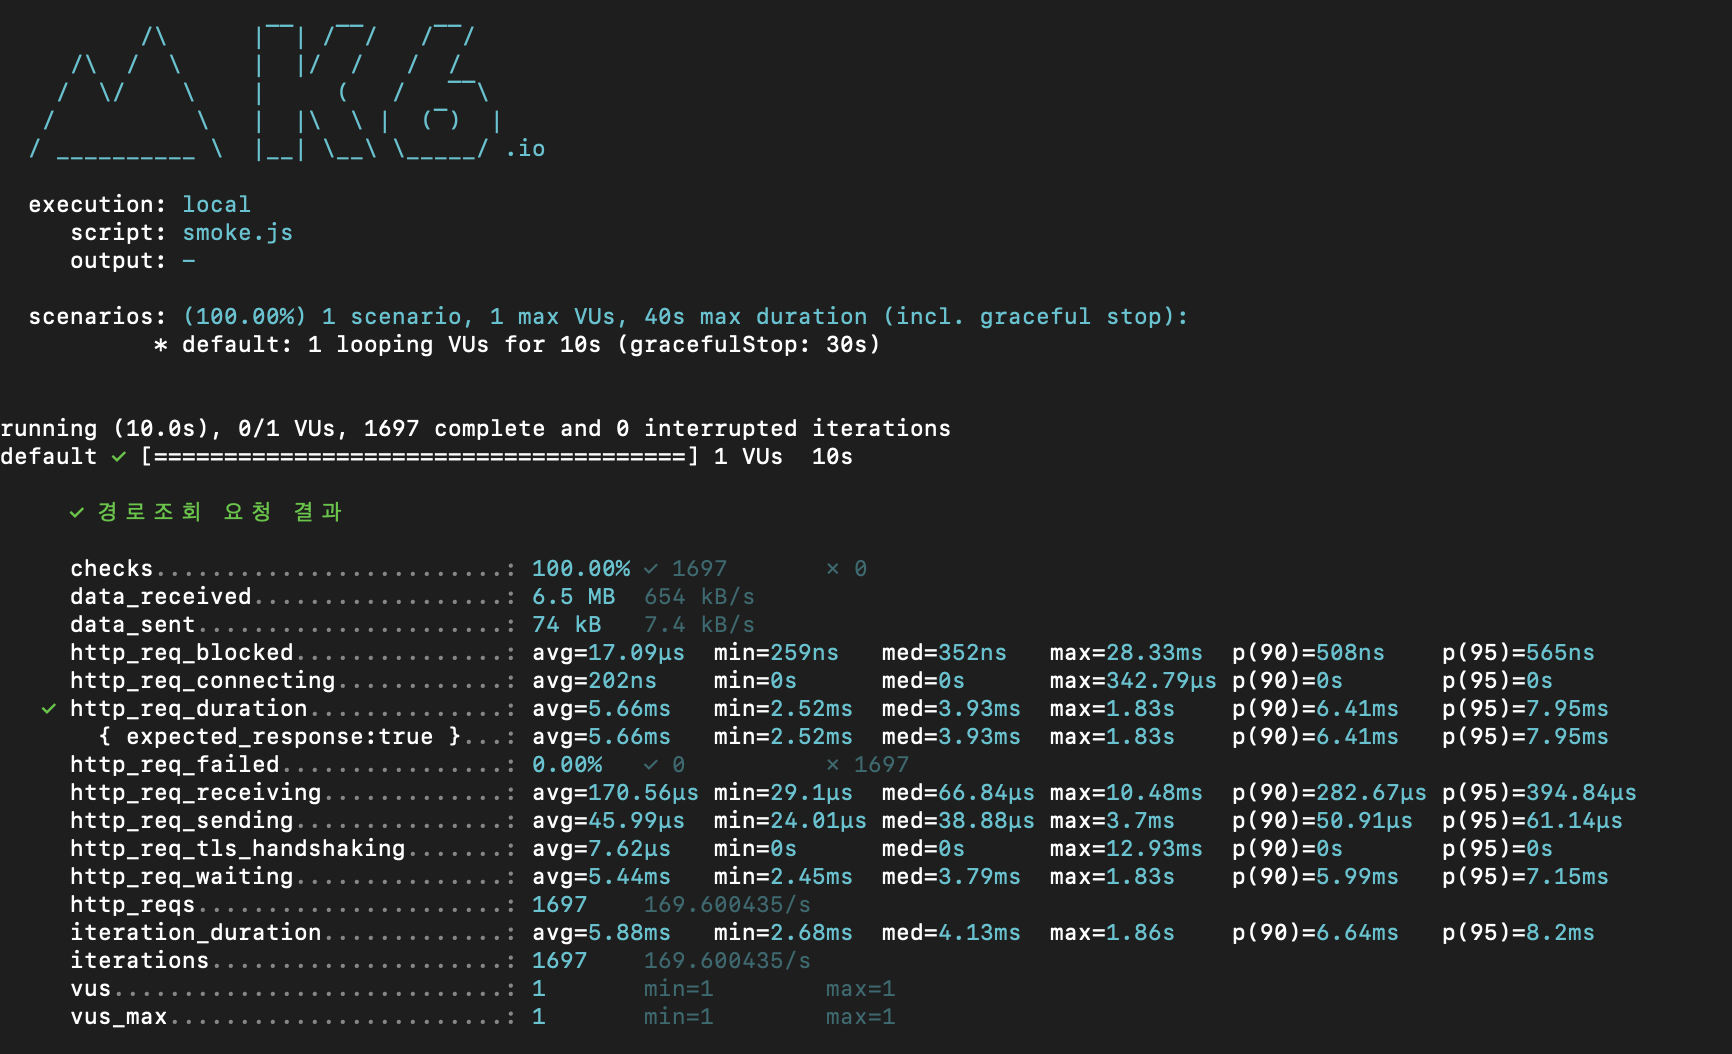 /\      |‾‾| /‾‾/   /‾‾/
     /\  /  \     |  |/  /   /  /
    /  \/    \    |     (   /   ‾‾\
   /          \   |  |\  \ |  (‾)  |
  / __________ \  |__| \__\ \_____/ .io

  execution: local
     script: smoke.js
     output: -

  scenarios: (100.00%) 1 scenario, 1 max VUs, 40s max duration (incl. graceful stop):
           * default: 1 looping VUs for 10s (gracefulStop: 30s)

running (10.0s), 0/1 VUs, 1697 complete and 0 interrupted iterations
default ✓ [======================================] 1 VUs  10s

     ✓ 경로조회 요청 결과

     checks.........................: 100.00% ✓ 1697       ✗ 0
     data_received..................: 6.5 MB  654 kB/s
     data_sent......................: 74 kB   7.4 kB/s
     http_req_blocked...............: avg=17.09µs  min=259ns   med=352ns   max=28.33ms  p(90)=508ns    p(95)=565ns
     http_req_connecting............: avg=202ns    min=0s      med=0s      max=342.79µs p(90)=0s       p(95)=0s
   ✓ http_req_duration..............: avg=5.66ms   min=2.52ms  med=3.93ms  max=1.83s    p(90)=6.41ms   p(95)=7.95ms
       { expected_response:true }...: avg=5.66ms   min=2.52ms  med=3.93ms  max=1.83s    p(90)=6.41ms   p(95)=7.95ms
     http_req_failed................: 0.00%   ✓ 0          ✗ 1697
     http_req_receiving.............: avg=170.56µs min=29.1µs  med=66.84µs max=10.48ms  p(90)=282.67µs p(95)=394.84µs
     http_req_sending...............: avg=45.99µs  min=24.01µs med=38.88µs max=3.7ms    p(90)=50.91µs  p(95)=61.14µs
     http_req_tls_handshaking.......: avg=7.62µs   min=0s      med=0s      max=12.93ms  p(90)=0s       p(95)=0s
     http_req_waiting...............: avg=5.44ms   min=2.45ms  med=3.79ms  max=1.83s    p(90)=5.99ms   p(95)=7.15ms
     http_reqs......................: 1697    169.600435/s
     iteration_duration.............: avg=5.88ms   min=2.68ms  med=4.13ms  max=1.86s    p(90)=6.64ms   p(95)=8.2ms
     iterations.....................: 1697    169.600435/s
     vus............................: 1       min=1        max=1
     vus_max........................: 1       min=1        max=1